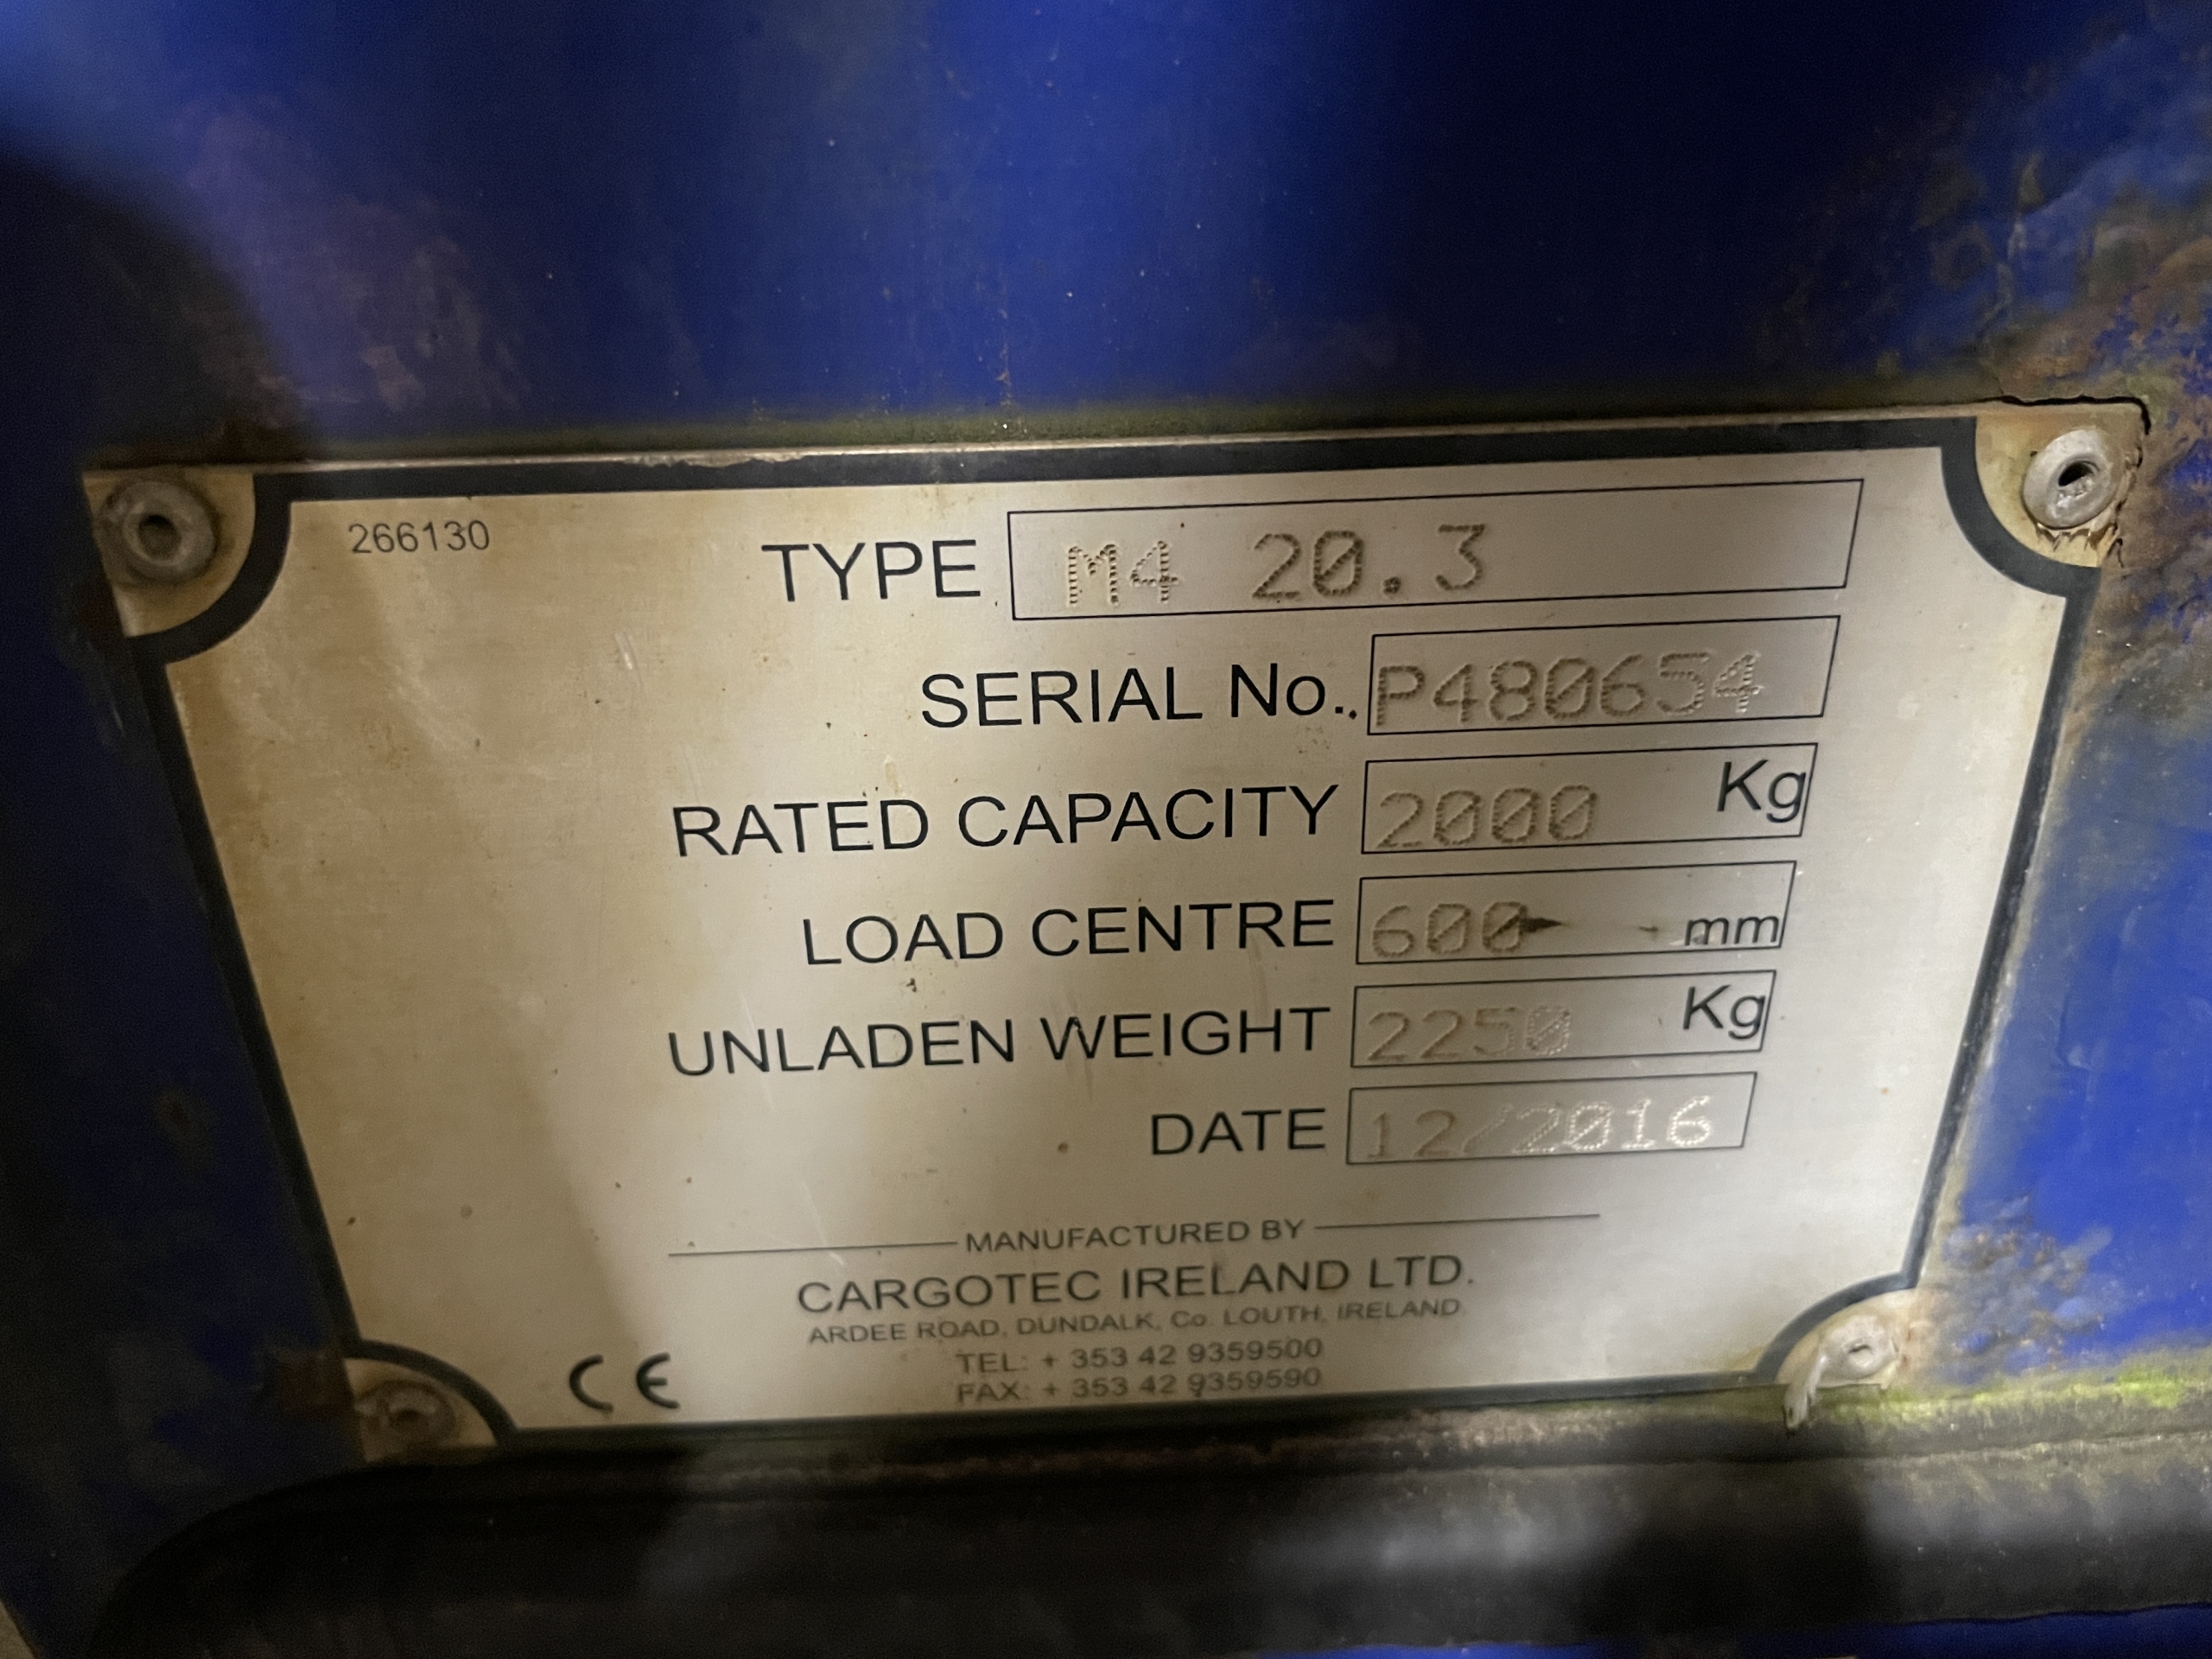 266130
TYPE M4 20.3
SERIAL No.. P480654
RATED CAPACITY 2000 Kg
LOAD CENTRE 600 mm
UNLADEN WEIGHT 2250 Kg
DATE 12/2016
MANUFACTURED BY
CARGOTEC IRELAND LTD.
ARDEE ROAD, DUNDALK, Co. LOUTH, IRELAND.
TEL: + 353 42 9359500
FAX: + 353 42 9359590
CE